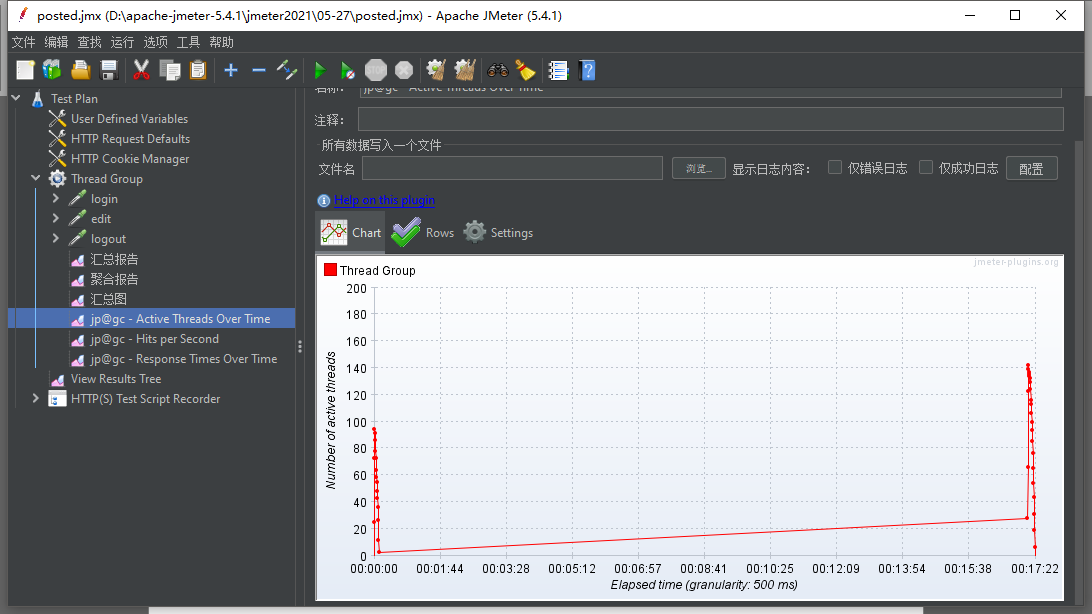 posted.jmx (D:\apache-jmeter-5.4.1\jmeter2021\05-27\posted.jmx) - Apache JMeter (5.4.1)
文件 编辑 查找 运行 选项 工具 帮助
STOP
Test Plan
User Defined Variables
HTTP Request Defaults
HTTP Cookie Manager
Thread Group
login
edit
logout
汇总报告
聚合报告
汇总图
jp@gc - Active Threads Over Time
jp@gc - Hits per Second
jp@gc - Response Times Over Time
View Results Tree
HTTP(S) Test Script Recorder
名称: jp@gc - Active Threads Over Time
注释:
所有数据写入一个文件
文件名 浏览... 显示日志内容: 仅错误日志 仅成功日志 配置
Help on this plugin
Chart Rows Settings
jmeter-plugins.org
Thread Group
200
180
160
140
120
100
80
60
40
20
0
Number of active threads
00:00:00 00:01:44 00:03:28 00:05:12 00:06:57 00:08:41 00:10:25 00:12:09 00:13:54 00:15:38 00:17:22
Elapsed time (granularity: 500 ms)